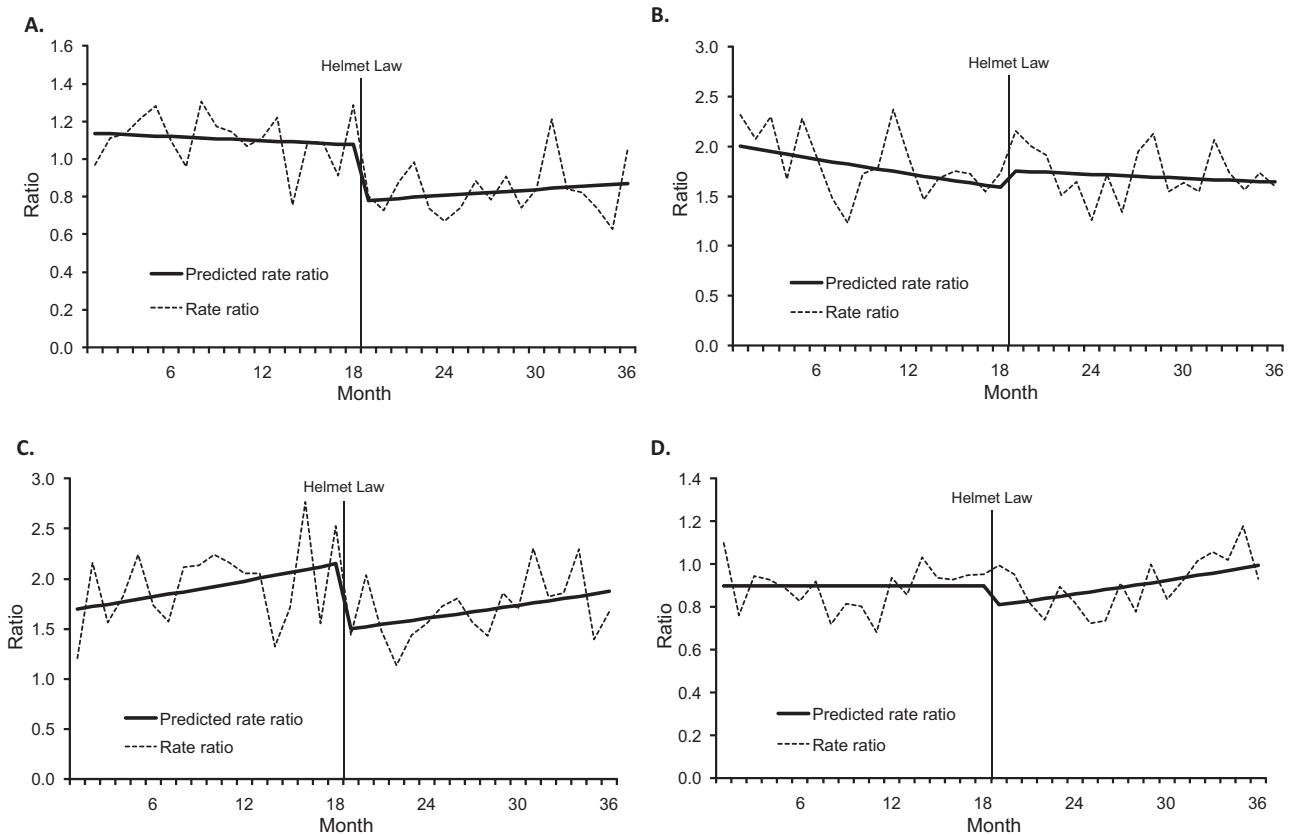 A.
1.6
1.4
1.2
1.0
0.8
0.6
0.4
0.2
0.0
Ratio
Helmet Law
Predicted rate ratio
Rate ratio
6 12 18 24 30 36
Month
B.
3.0
2.5
2.0
1.5
1.0
0.5
0.0
Ratio
Helmet Law
Predicted rate ratio
Rate ratio
6 12 18 24 30 36
Month
C.
3.0
2.5
2.0
1.5
1.0
0.5
0.0
Ratio
Helmet Law
Predicted rate ratio
Rate ratio
6 12 18 24 30 36
Month
D.
1.4
1.2
1.0
0.8
0.6
0.4
0.2
0.0
Ratio
Helmet Law
Predicted rate ratio
Rate ratio
6 12 18 24 30 36
Month